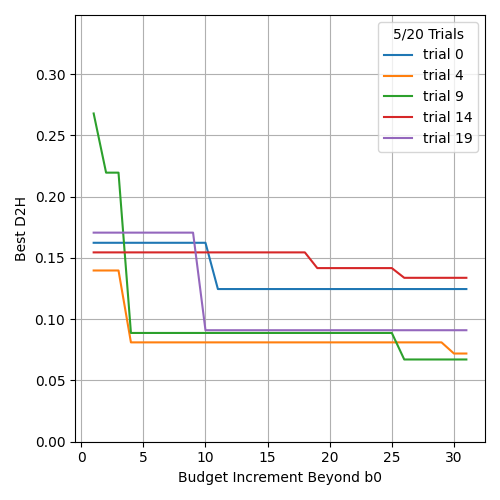 5/20 Trials
trial 0
trial 4
trial 9
trial 14
trial 19
0.30
0.25
0.20
0.15
0.10
0.05
0.00
Best D2H
0
5
10
15
20
25
30
Budget Increment Beyond b0